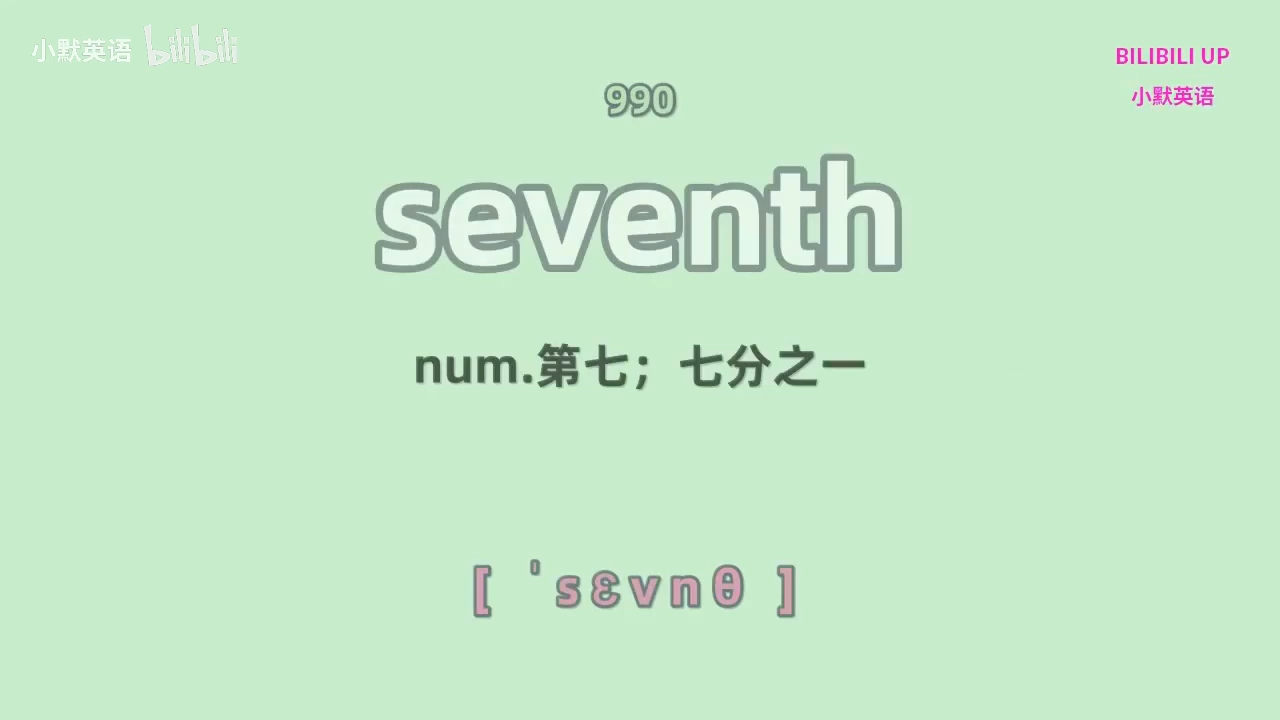 小默英语 bilibili
BILIBILI UP
小默英语
990
seventh
num.第七；七分之一
[ ˈsɛvnθ ]